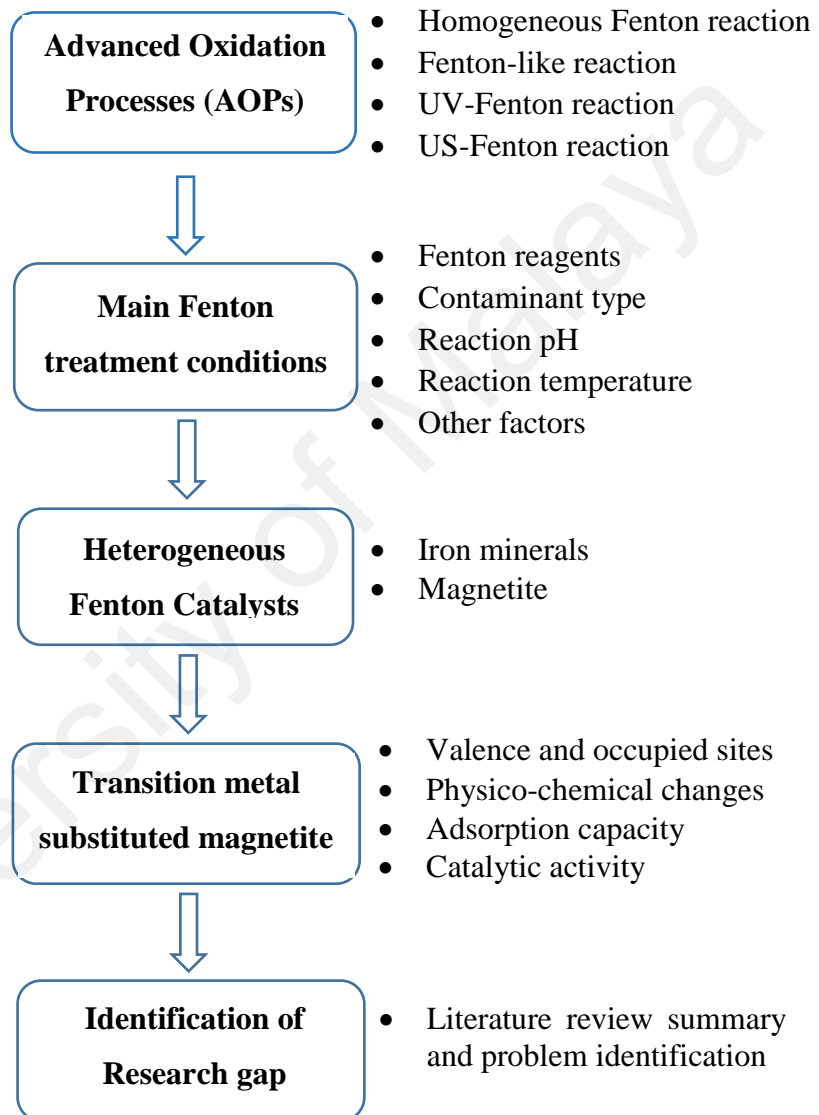 Advanced Oxidation
Processes (AOPs)
• Homogeneous Fenton reaction
• Fenton-like reaction
• UV-Fenton reaction
• US-Fenton reaction
Main Fenton
treatment conditions
• Fenton reagents
• Contaminant type
• Reaction pH
• Reaction temperature
• Other factors
Heterogeneous
Fenton Catalysts
• Iron minerals
• Magnetite
Transition metal
substituted magnetite
• Valence and occupied sites
• Physico-chemical changes
• Adsorption capacity
• Catalytic activity
Identification of
Research gap
• Literature review summary
and problem identification
ersity of Malaya